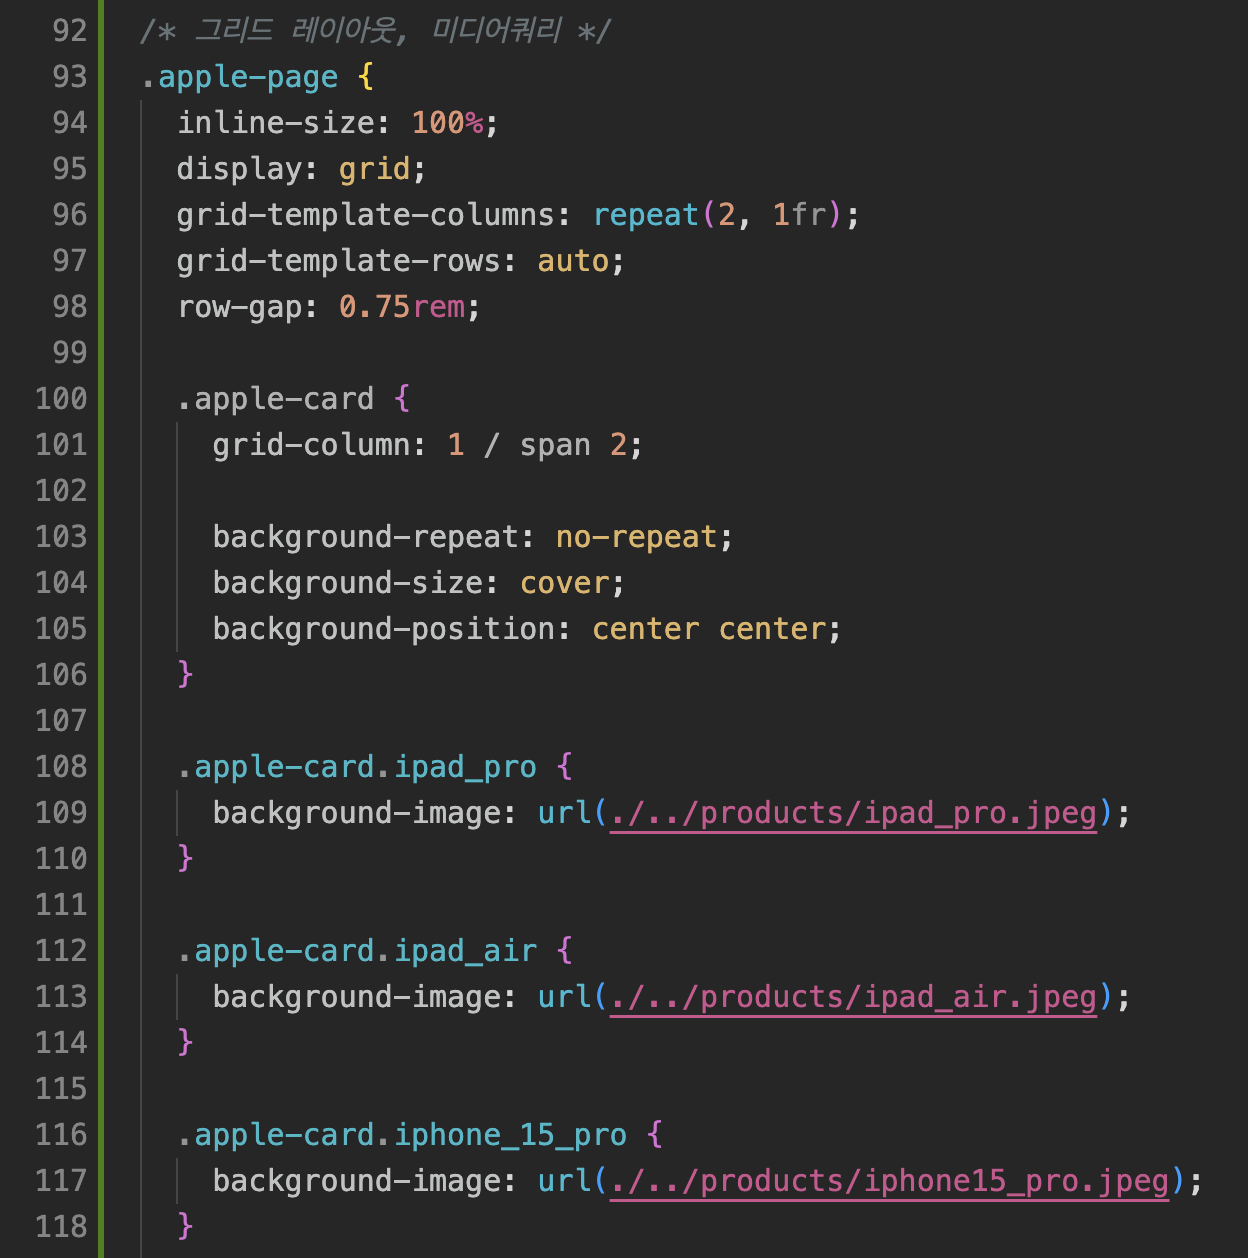 92 /* 그리드 레이아웃, 미디어쿼리 */
93 .apple-page {
94 inline-size: 100%;
95 display: grid;
96 grid-template-columns: repeat(2, 1fr);
97 grid-template-rows: auto;
98 row-gap: 0.75rem;
99
100 .apple-card {
101 grid-column: 1 / span 2;
102
103 background-repeat: no-repeat;
104 background-size: cover;
105 background-position: center center;
106 }
107
108 .apple-card.ipad_pro {
109 background-image: url(./../products/ipad_pro.jpeg);
110 }
111
112 .apple-card.ipad_air {
113 background-image: url(./../products/ipad_air.jpeg);
114 }
115
116 .apple-card.iphone_15_pro {
117 background-image: url(./../products/iphone15_pro.jpeg);
118 }